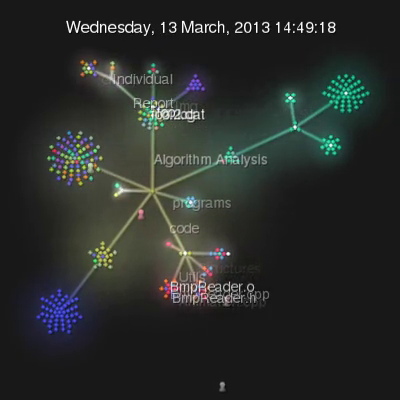 Wednesday, 13 March, 2013 14:49:18
Individual
Report
Algorithm Analysis
programs
code
Utils
BmpReader.o
BmpReader.h